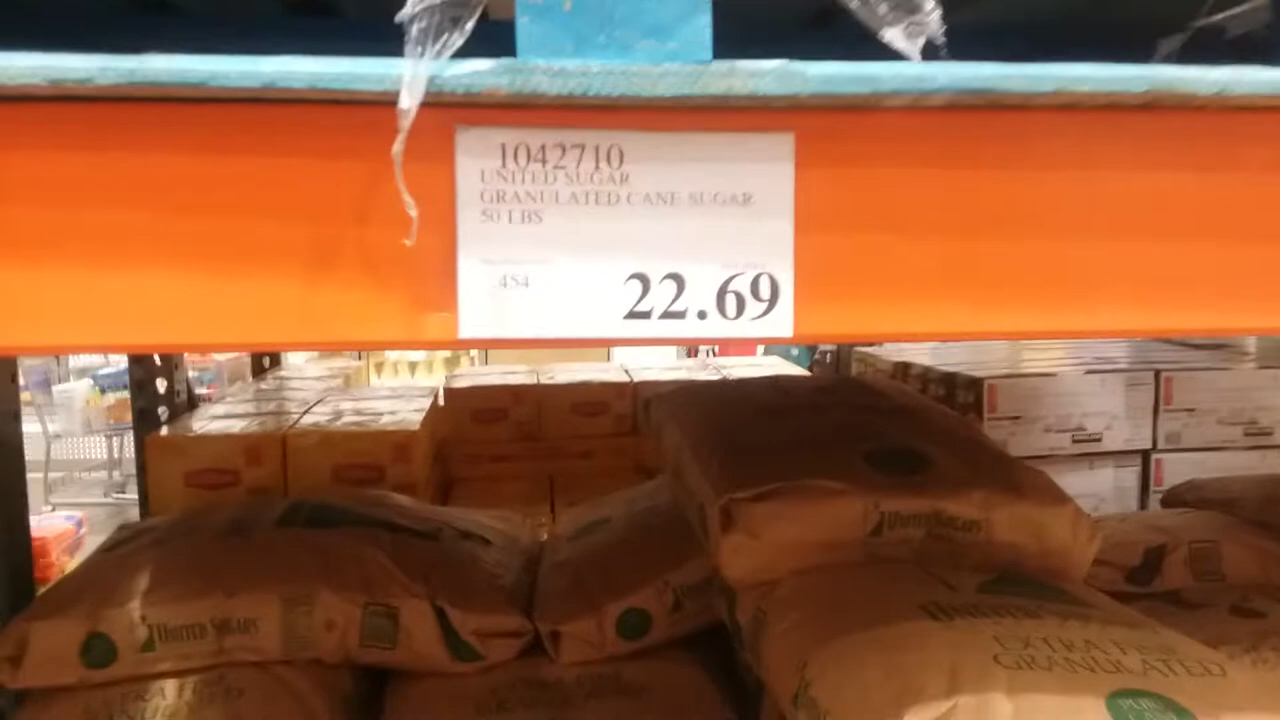 1042710
UNITED SUGAR
GRANULATED CANE SUGAR
50 LBS
.454
22.69
UNITED SUGARS
UNITED SUGARS
UNITED
EXTRA FINE
GRANULATED
PURE